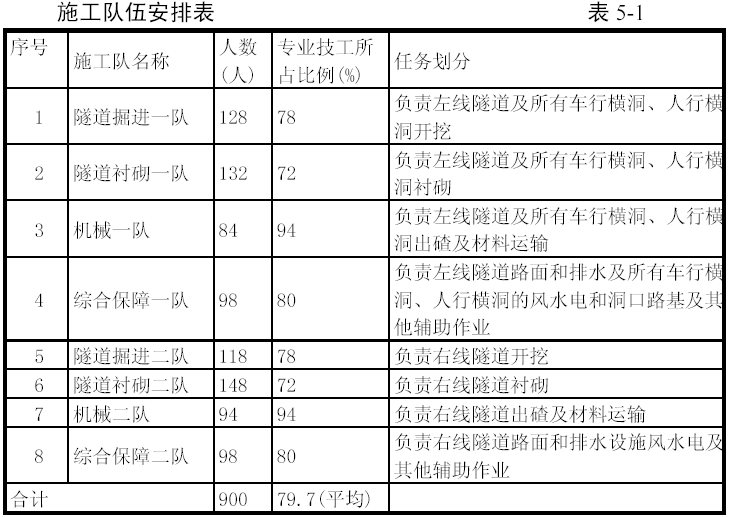 施工队伍安排表 表 5-1
序号 施工队名称 人数(人) 专业技工所占比例(%) 任务划分
1 隧道掘进一队 128 78 负责左线隧道及所有车行横洞、人行横
洞开挖
2 隧道衬砌一队 132 72 负责左线隧道及所有车行横洞、人行横
洞衬砌
3 机械一队 84 94 负责左线隧道及所有车行横洞、人行横
洞出碴及材料运输
4 综合保障一队 98 80 负责左线隧道路面和排水及所有车行横
洞、人行横洞的风水电和洞口路基及其
他辅助作业
5 隧道掘进二队 118 78 负责右线隧道开挖
6 隧道衬砌二队 148 72 负责右线隧道衬砌
7 机械二队 94 94 负责右线隧道出碴及材料运输
8 综合保障二队 98 80 负责右线隧道路面和排水设施风水电及
其他辅助作业
合计 900 79.7(平均)